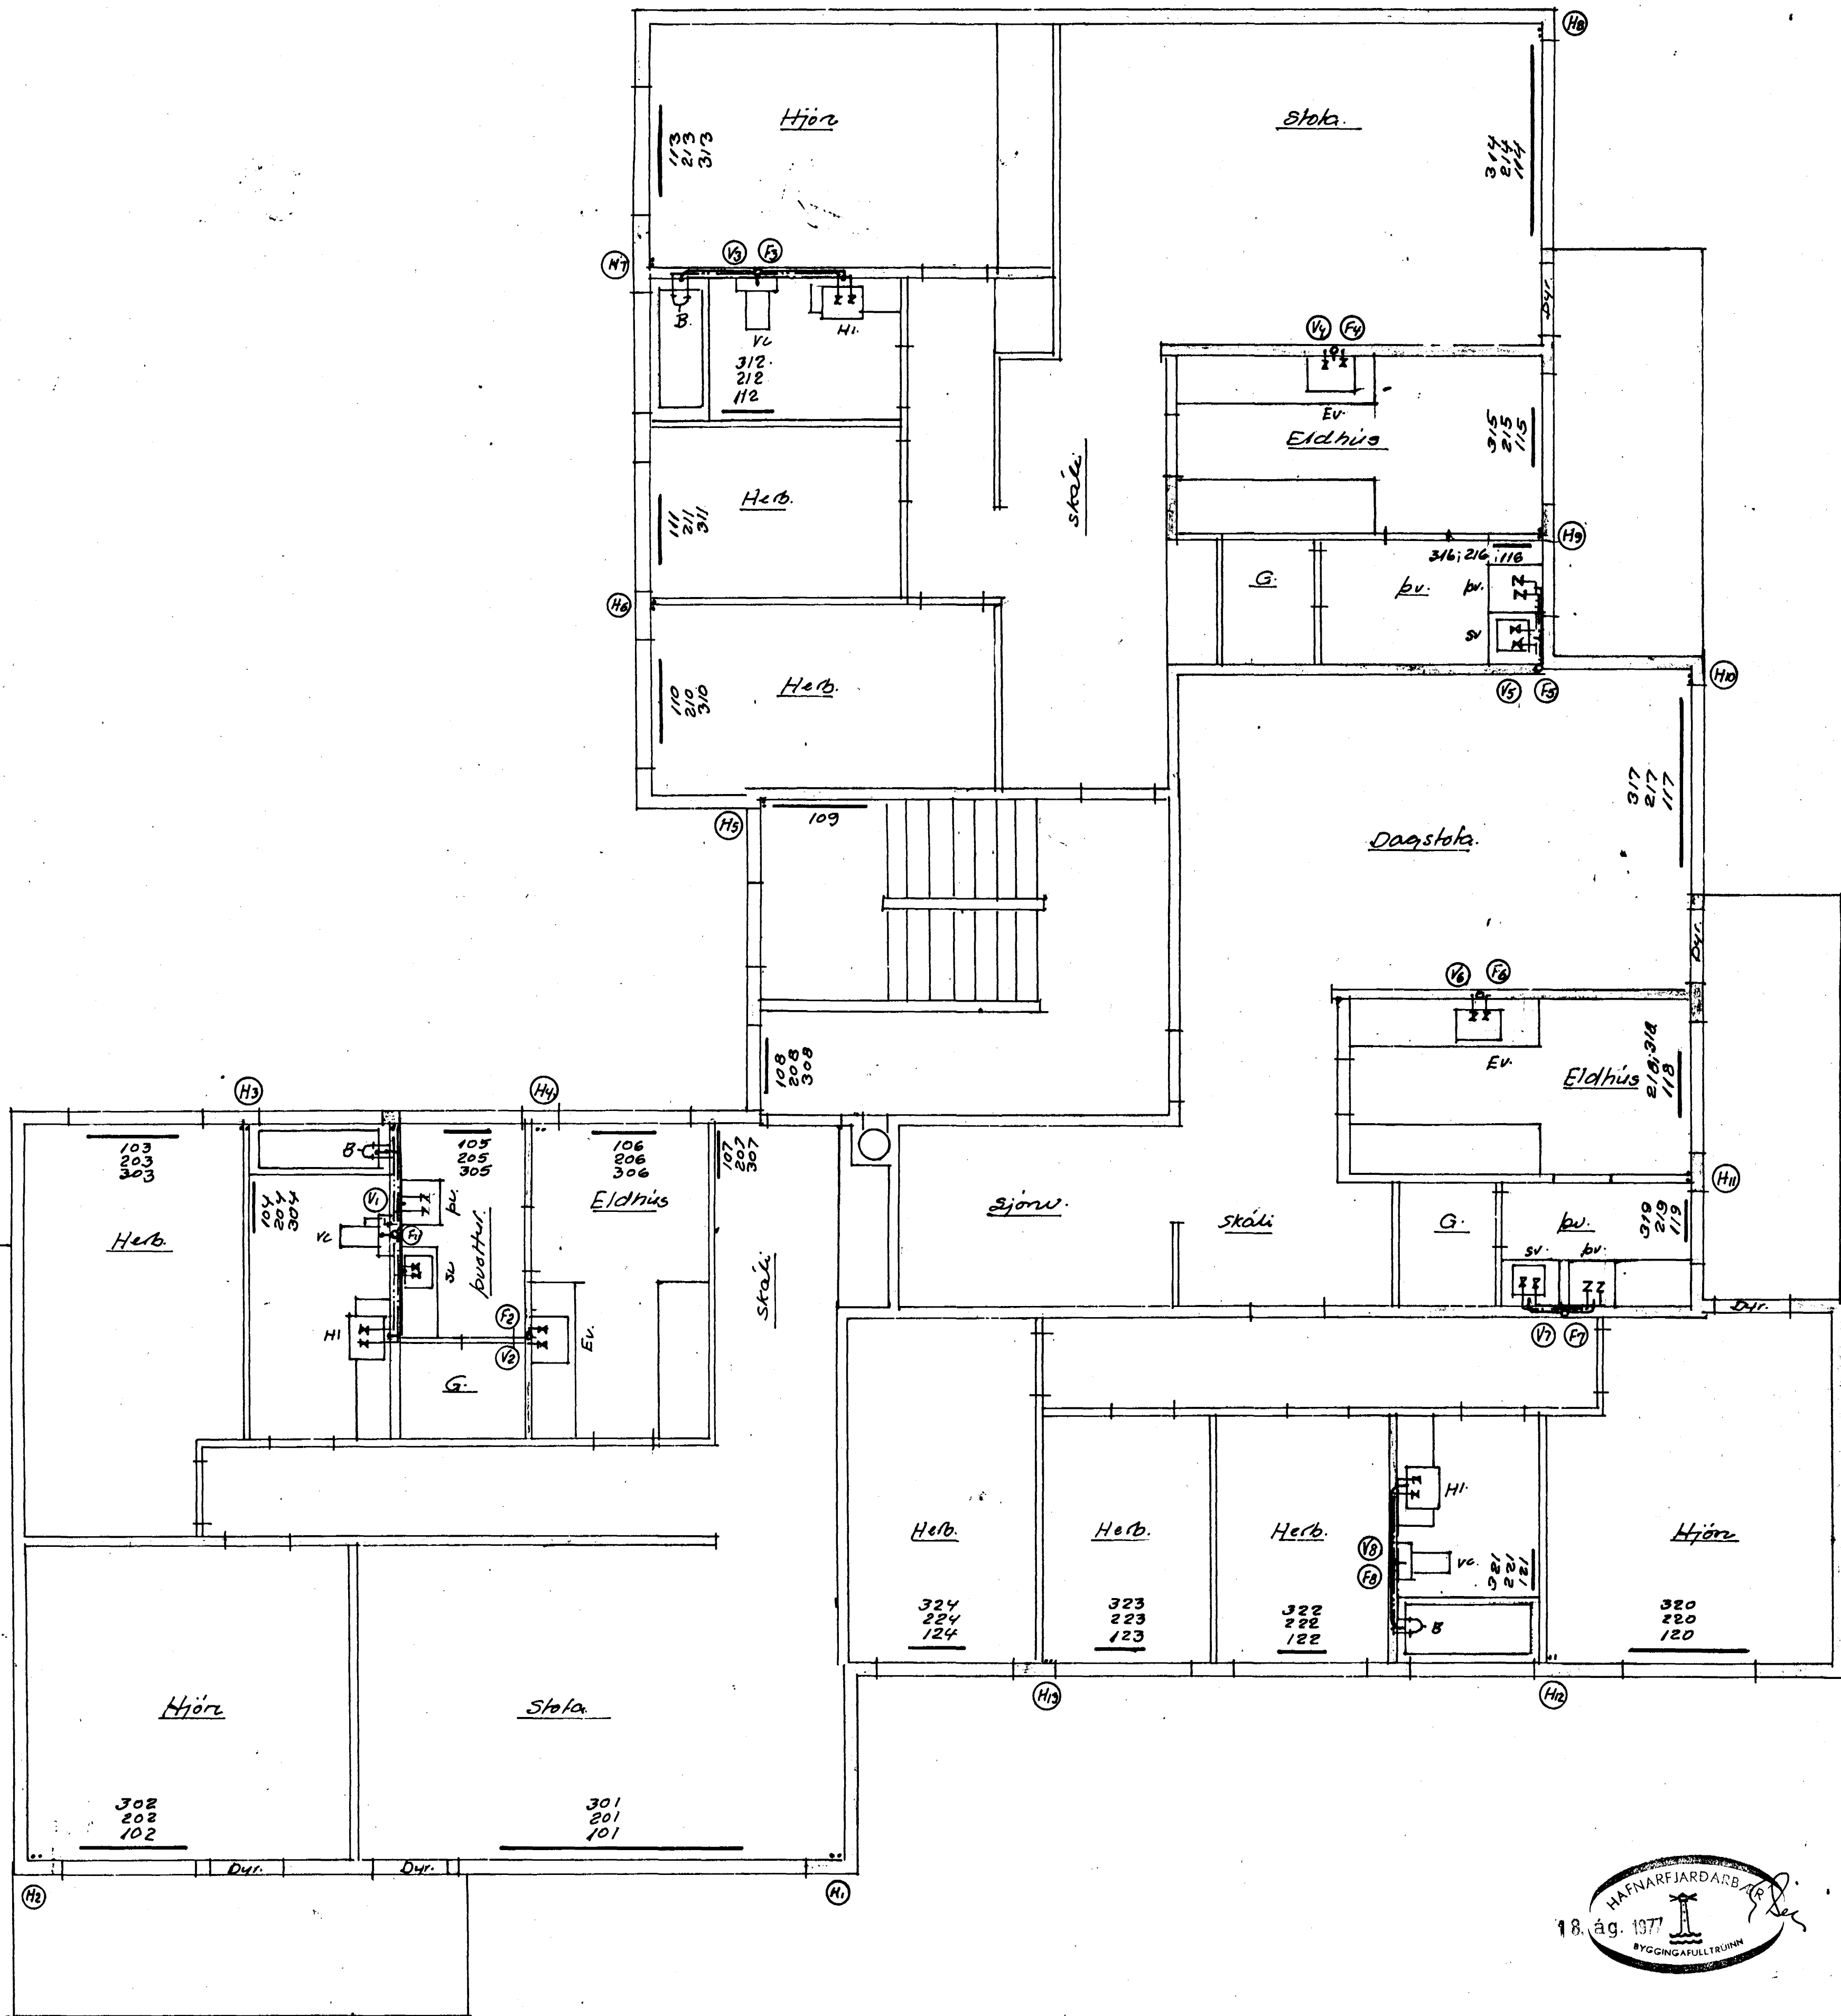 H8
Hjón
Stofa.
113
213
313
314
214
114
H7
V3
F3
B.
VC
Hl.
312.
212
112
Dyr.
V4
F4
Ev.
Eldhús
315
215
115
Herb.
111
211
311
Skáli
H9
316; 216; 116
G.
þv.
þv.
sv
H6
Herb.
110
210
310
V5
F5
H10
317
217
117
Dagstofa.
H5
109
Dyr.
V6
F6
Ev.
Eldhús
218; 318
118
108
208
308
H3
H4
103
203
303
B
105
205
305
106
206
306
107
207
307
Eldhús
104
204
304
V1
þv.
VC
F1
Herb.
sv
þvottur.
Skáli
Hl
F2
V2
Ev.
G.
Sjónv.
Skáli
G.
H11
319
219
119
þv.
sv.
þv.
Dyr.
V7
F7
Herb.
Herb.
Herb.
Hl.
Hjón
V8
F8
VC.
321
221
121
B
324
224
124
323
223
123
322
222
122
320
220
120
H13
H12
Hjón
Stofa.
302
202
102
301
201
101
Dyr.
Dyr.
H2
H1
HAFNARFJARÐARBÆR
18. ág. 1977
BYGGINGAFULLTRÚINN